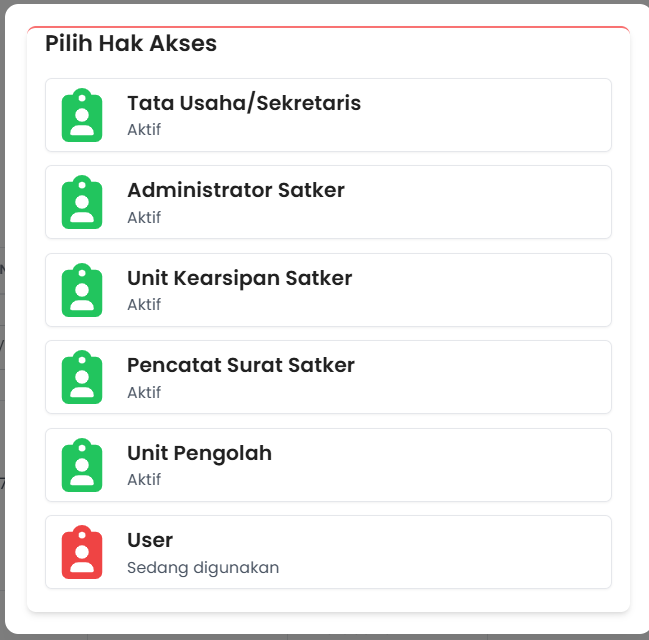 Pilih Hak Akses
Tata Usaha/Sekretaris
Aktif
Administrator Satker
Aktif
Unit Kearsipan Satker
Aktif
Pencatat Surat Satker
Aktif
Unit Pengolah
Aktif
User
Sedang digunakan